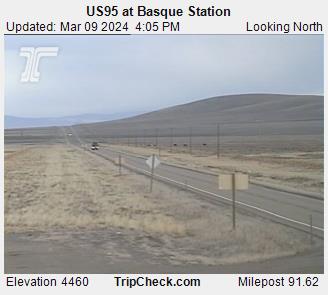 US95 at Basque Station
Updated: Mar 09 2024 4:05 PM Looking North
Elevation 4460 TripCheck.com Milepost 91.62